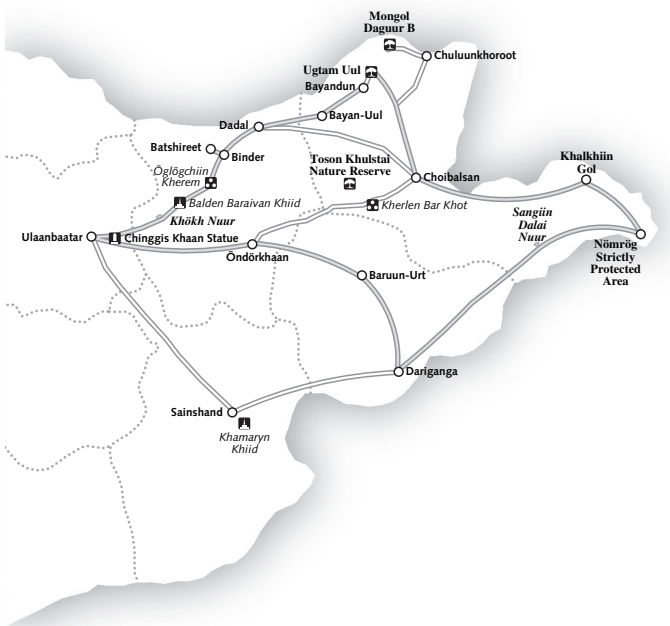 Mongol
Daguur B
Chuluunkhoroot
Ugtam Uul
Bayandun
Bayan-Uul
Dadal
Batshireet
Binder
Toson Khulstai
Nature Reserve
Khalkhiin
Gol
Öglögchiin
Kherem
Choibalsan
Balden Baraivan Khiid
Kherlen Bar Khot
Khökh Nuur
Sangiin
Dalai
Nuur
Ulaanbaatar
Chinggis Khaan Statue
Öndörkhaan
Nömrög
Strictly
Protected
Area
Baruun-Urt
Dariganga
Sainshand
Khamaryn
Khiid